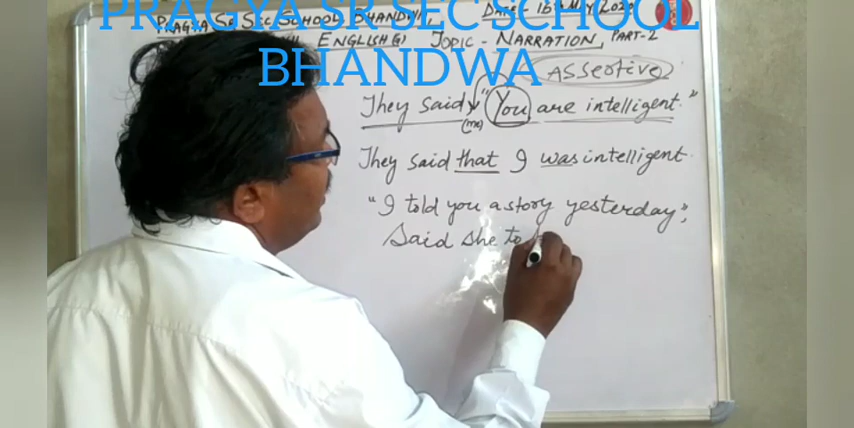 PRAGYA SR SEC SCHOOL
BHANDWA
PRAGYA SR SEC SCHOOL BHANDWA,
ENGLISH(G) TOPIC - NARRATION, PART-2
Assertive
They said "You are intelligent."
(me)
They said that I was intelligent.
"I told you a story yesterday",
Said she to